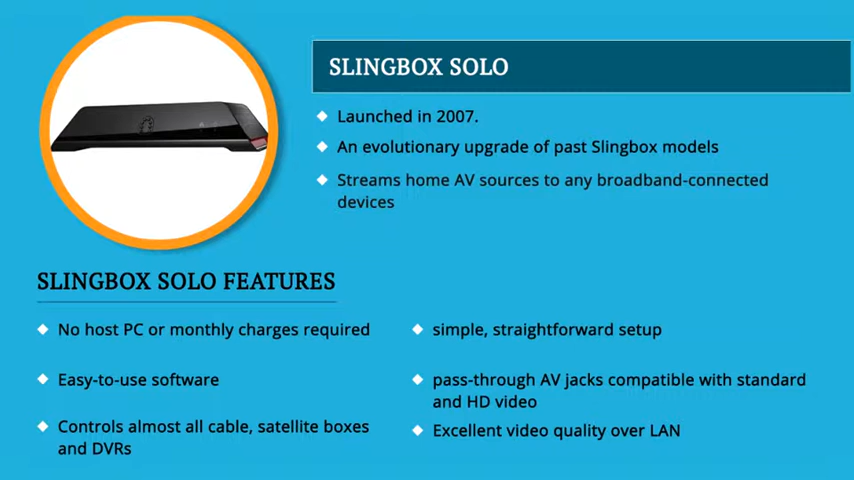 SLINGBOX SOLO
Launched in 2007.
An evolutionary upgrade of past Slingbox models
Streams home AV sources to any broadband-connected
devices
SLINGBOX SOLO FEATURES
No host PC or monthly charges required
Easy-to-use software
Controls almost all cable, satellite boxes
and DVRs
simple, straightforward setup
pass-through AV jacks compatible with standard
and HD video
Excellent video quality over LAN